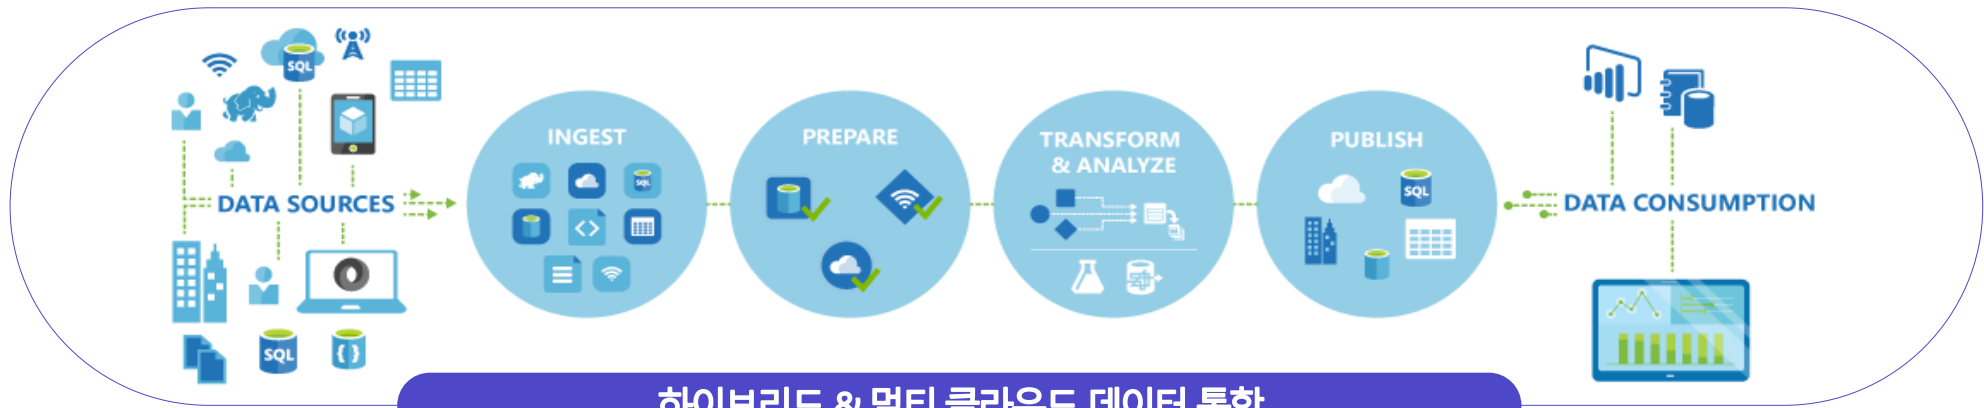 SQL
DATA SOURCES
SQL
{ }
INGEST
SQL
<>
PREPARE
TRANSFORM
& ANALYZE
PUBLISH
SQL
DATA CONSUMPTION
하이브리드 & 멀티 클라우드 데이터 통합